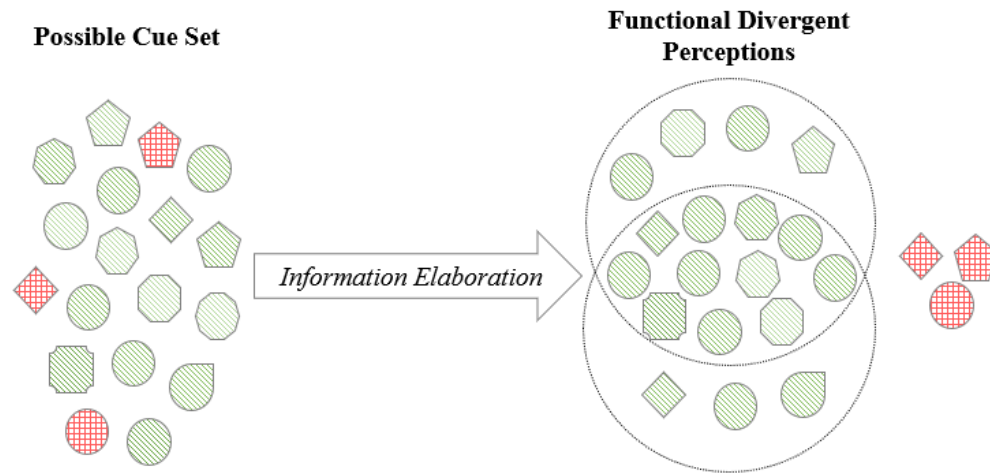 Possible Cue Set
Functional Divergent
Perceptions
Information Elaboration